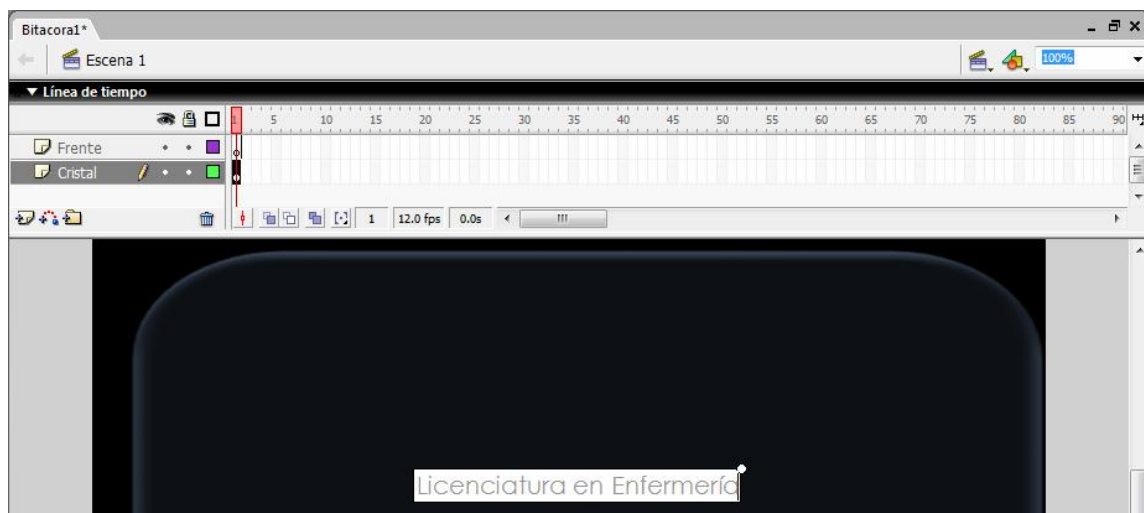 Bitacora1*
Escena 1
100%
Línea de tiempo
1 5 10 15 20 25 30 35 40 45 50 55 60 65 70 75 80 85 90
Frente
Cristal
1 12.0 fps 0.0s
Licenciatura en Enfermería